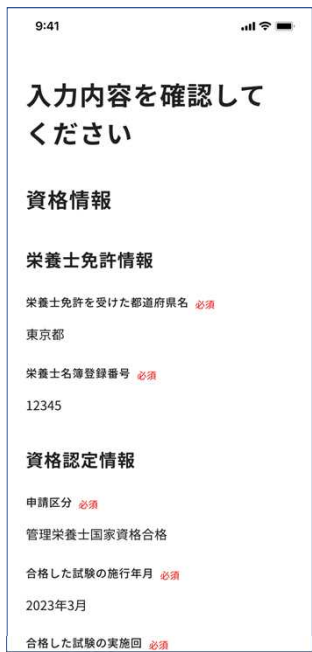 9:41
入力内容を確認して
ください
資格情報
栄養士免許情報
栄養士免許を受けた都道府県名 必須
東京都
栄養士名簿登録番号 必須
12345
資格認定情報
申請区分 必須
管理栄養士国家資格合格
合格した試験の施行年月 必須
2023年3月
合格した試験の実施回 必須